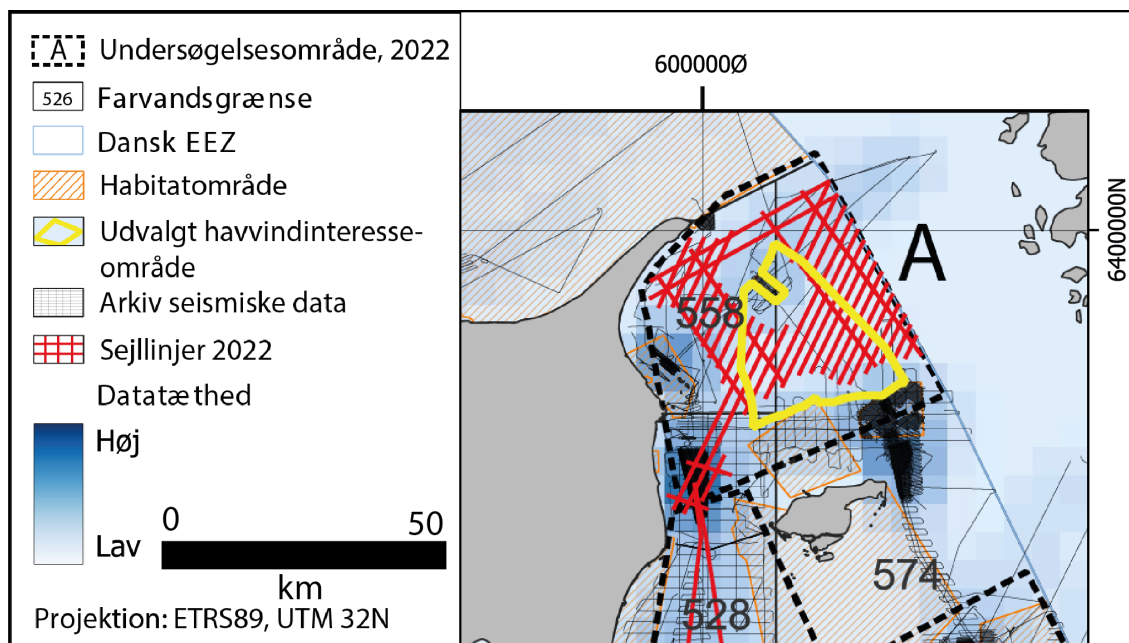 A Undersøgelsesområde, 2022
526 Farvandsgrænse
Dansk EEZ
Habitatområde
Udvalgt havvindinteresse-
område
Arkiv seismiske data
Sejllinjer 2022
Datatæthed
Høj
Lav
0 50
km
Projektion: ETRS89, UTM 32N
600000Ø
6400000N
A
558
574
528